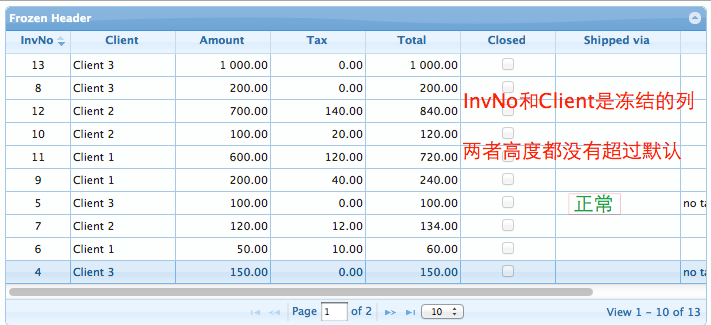 Frozen Header
InvNo Client Amount Tax Total Closed Shipped via
13 Client 3 1 000.00 0.00 1 000.00
8 Client 3 200.00 0.00 200.00
InvNo和Client是冻结的列
12 Client 2 700.00 140.00 840.00
10 Client 2 100.00 20.00 120.00
两者高度都没有超过默认
11 Client 1 600.00 120.00 720.00
9 Client 1 200.00 40.00 240.00
5 Client 3 100.00 0.00 100.00 正常 no ta
7 Client 2 120.00 12.00 134.00
6 Client 1 50.00 10.00 60.00
4 Client 3 150.00 0.00 150.00 no ta
Page 1 of 2 10 View 1 - 10 of 13